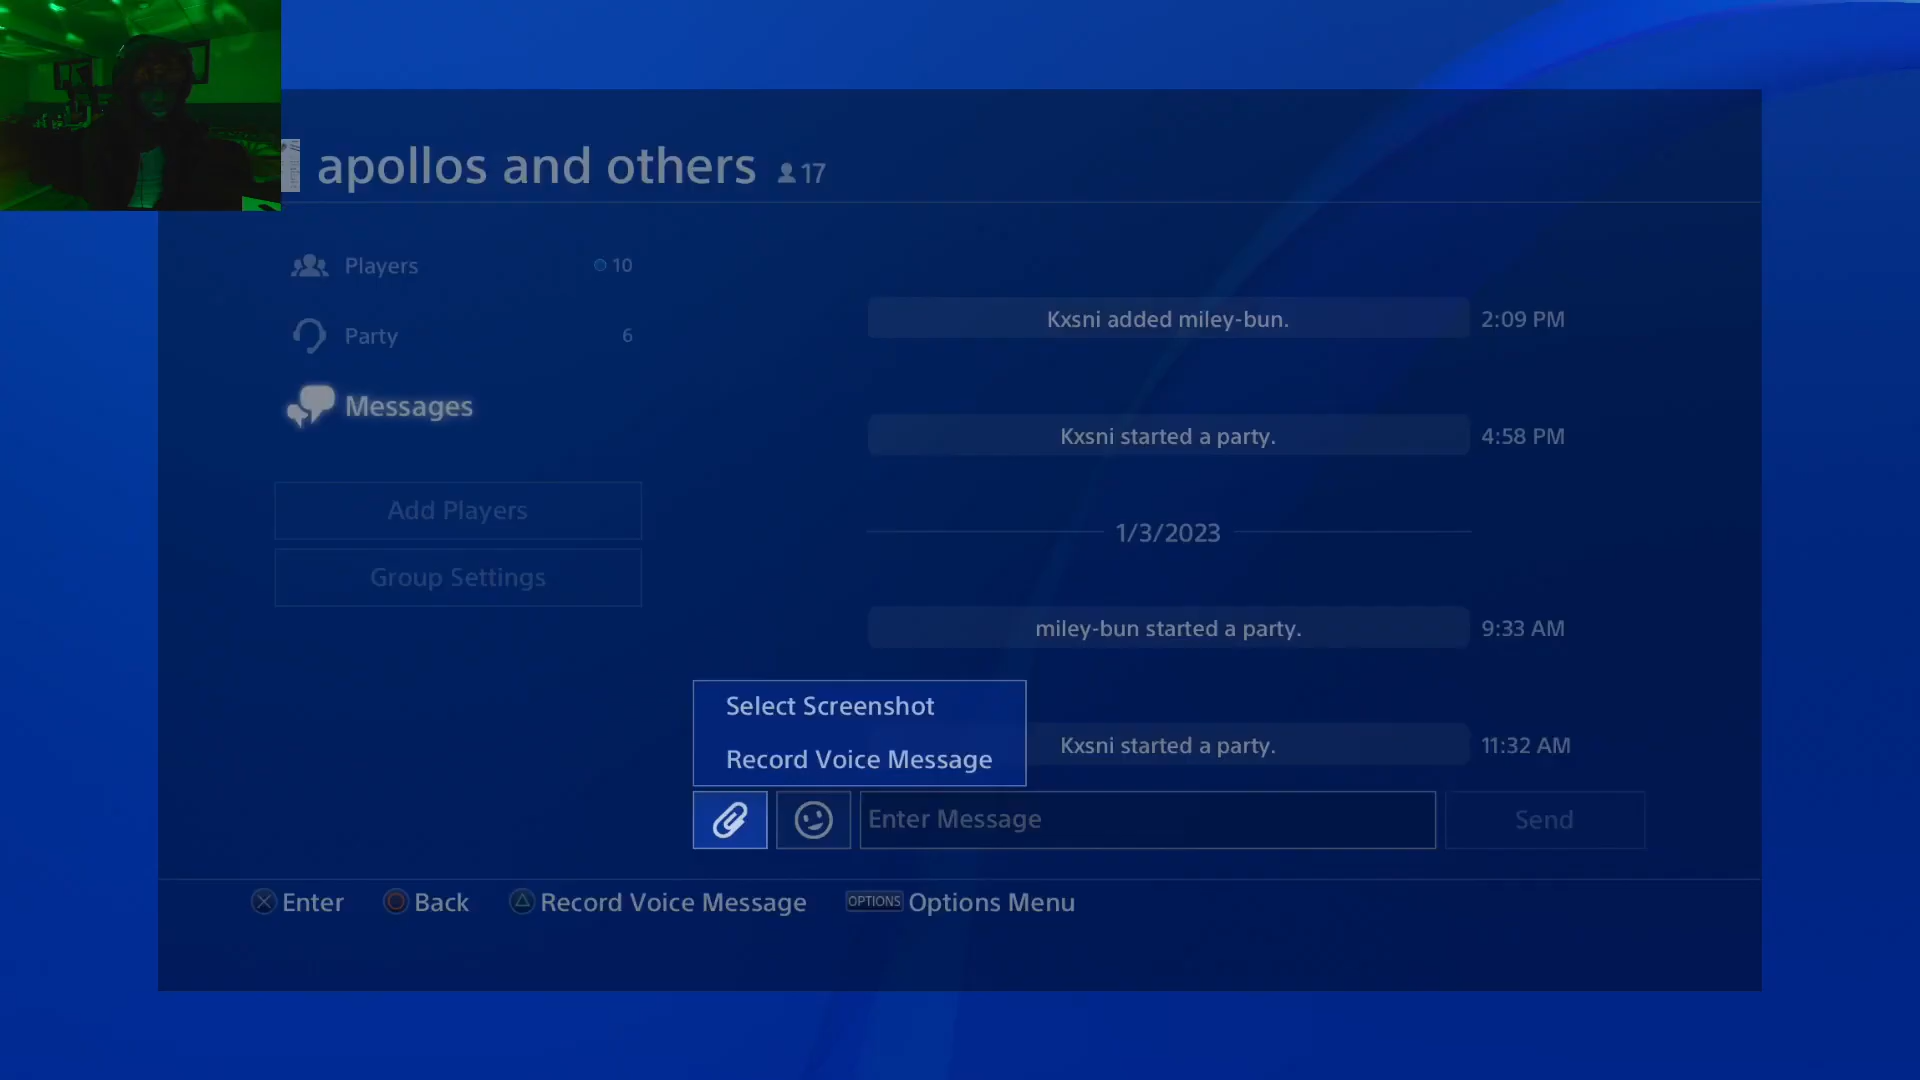 apollos and others 17
Players 10
Party 6
Messages
Add Players
Group Settings
Kxsni added miley-bun. 2:09 PM
Kxsni started a party. 4:58 PM
1/3/2023
miley-bun started a party. 9:33 AM
Kxsni started a party. 11:32 AM
Select Screenshot
Record Voice Message
Enter Message
Send
Enter Back Record Voice Message OPTIONS Options Menu